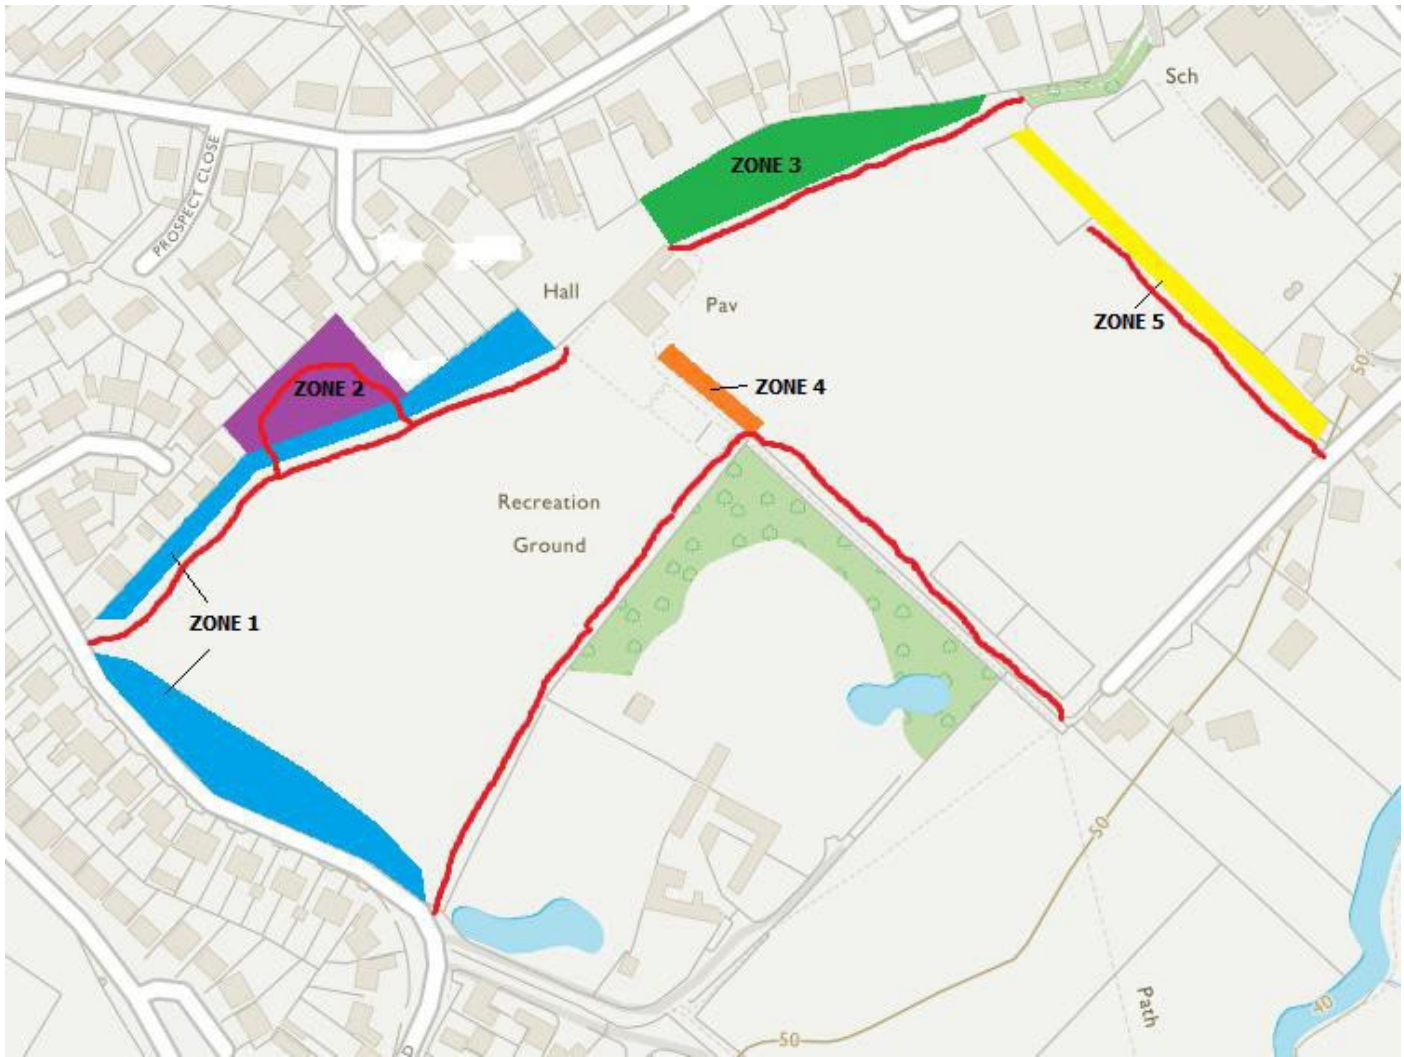 Sch
PROSPECT CLOSE
ZONE 3
Hall
Pav
ZONE 5
50
ZONE 2
ZONE 4
Recreation
Ground
ZONE 1
50
Path
40
50
D